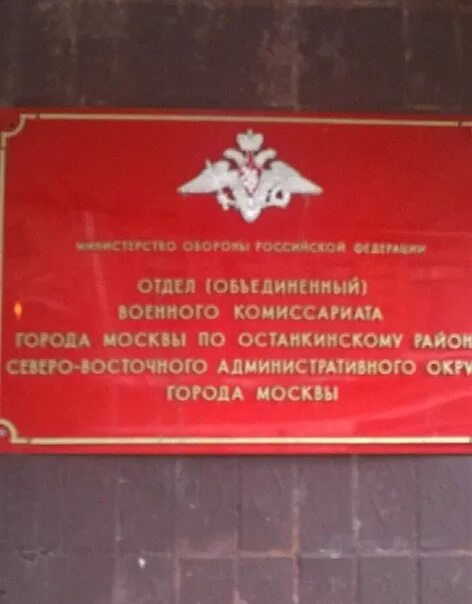 МИНИСТЕРСТВО ОБОРОНЫ РОССИЙСКОЙ ФЕДЕРАЦИИ
ОТДЕЛ (ОБЪЕДИНЕННЫЙ)
ВОЕННОГО КОМИССАРИАТА
ГОРОДА МОСКВЫ ПО ОСТАНКИНСКОМУ РАЙОН
СЕВЕРО-ВОСТОЧНОГО АДМИНИСТРАТИВНОГО ОКРУ
ГОРОДА МОСКВЫ